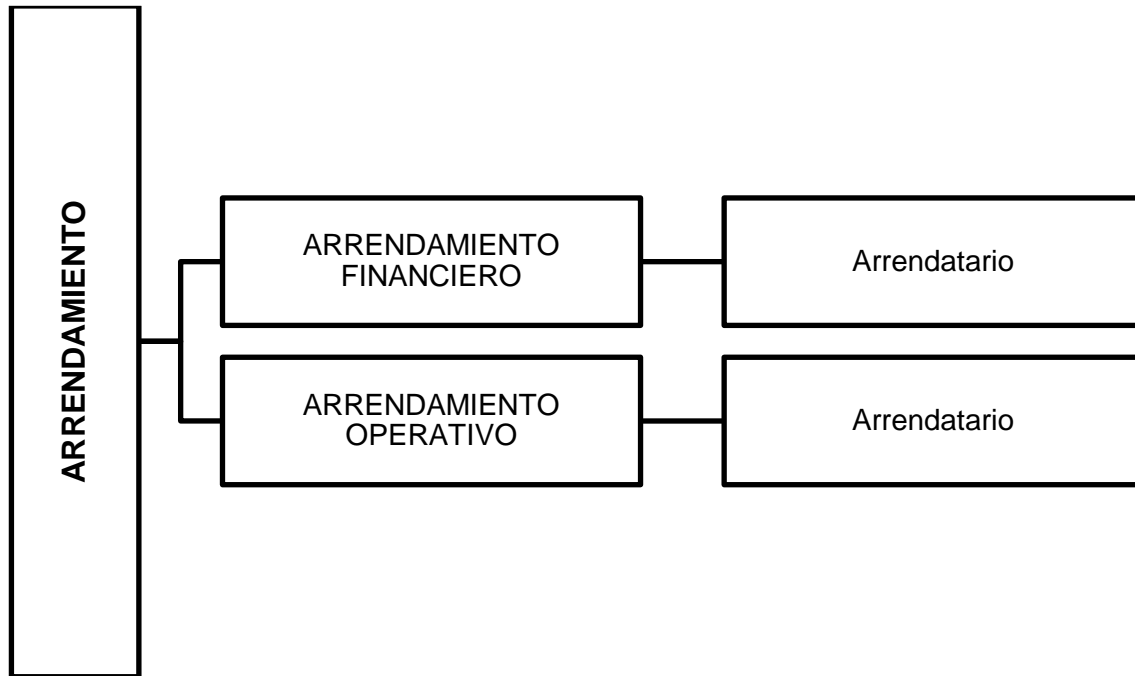 ARRENDAMIENTO
ARRENDAMIENTO
FINANCIERO
Arrendatario
ARRENDAMIENTO
OPERATIVO
Arrendatario